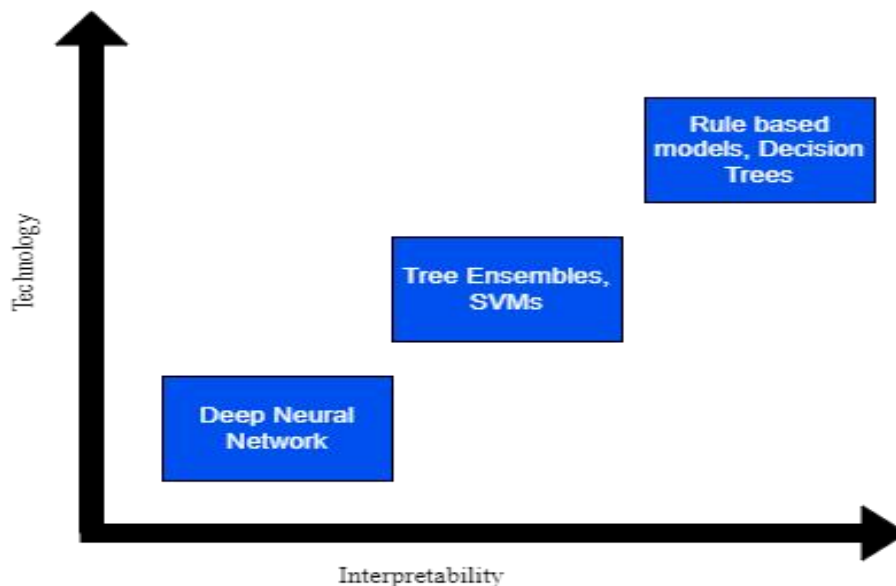 Rule based
models, Decision
Trees
Technology
Tree Ensembles,
SVMs
Deep Neural
Network
Interpretability